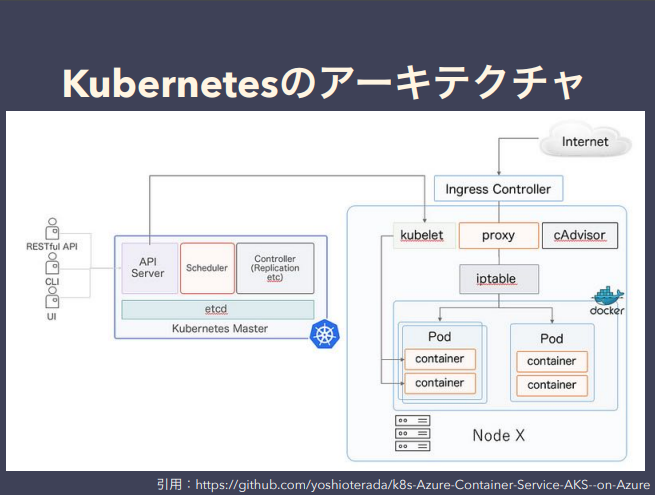 Kubernetesのアーキテクチャ
Internet
Ingress Controller
RESTful API
CLI
UI
API
Server
Scheduler
Controller
(Replication
etc)
etcd
Kubernetes Master
kubelet
proxy
cAdvisor
iptable
docker
Pod
container
container
Pod
container
container
Node X
引用：https://github.com/yoshioterada/k8s-Azure-Container-Service-AKS--on-Azure